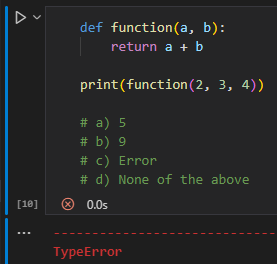 def function(a, b):
    return a + b
print(function(2, 3, 4))
# a) 5
# b) 9
# c) Error
# d) None of the above
[10] 0.0s
...
---------------------------------
TypeError